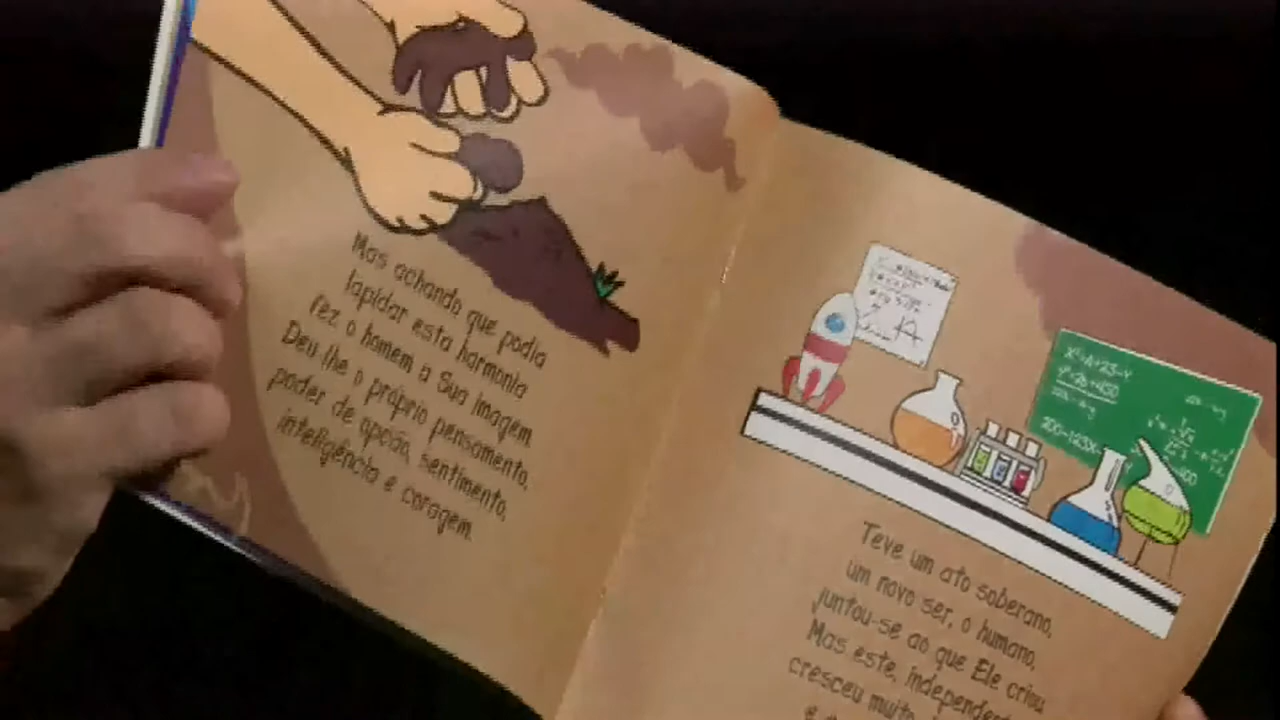 Mas achando que podia
lapidar esta harmonia
fez o homem a Sua Imagem.
Deu lhe o próprio pensamento,
poder de apoão, sentimento,
inteligência e coragem.
Teve um ato soberano,
um novo ser, o humano,
juntou-se ao que Ele criou
Mas este,
cresceu muito
e